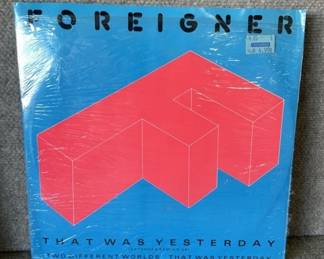 FOREIGNER
THAT WAS YESTERDAY
TWO DIFFERENT WORLDS · THAT WAS YESTERDAY